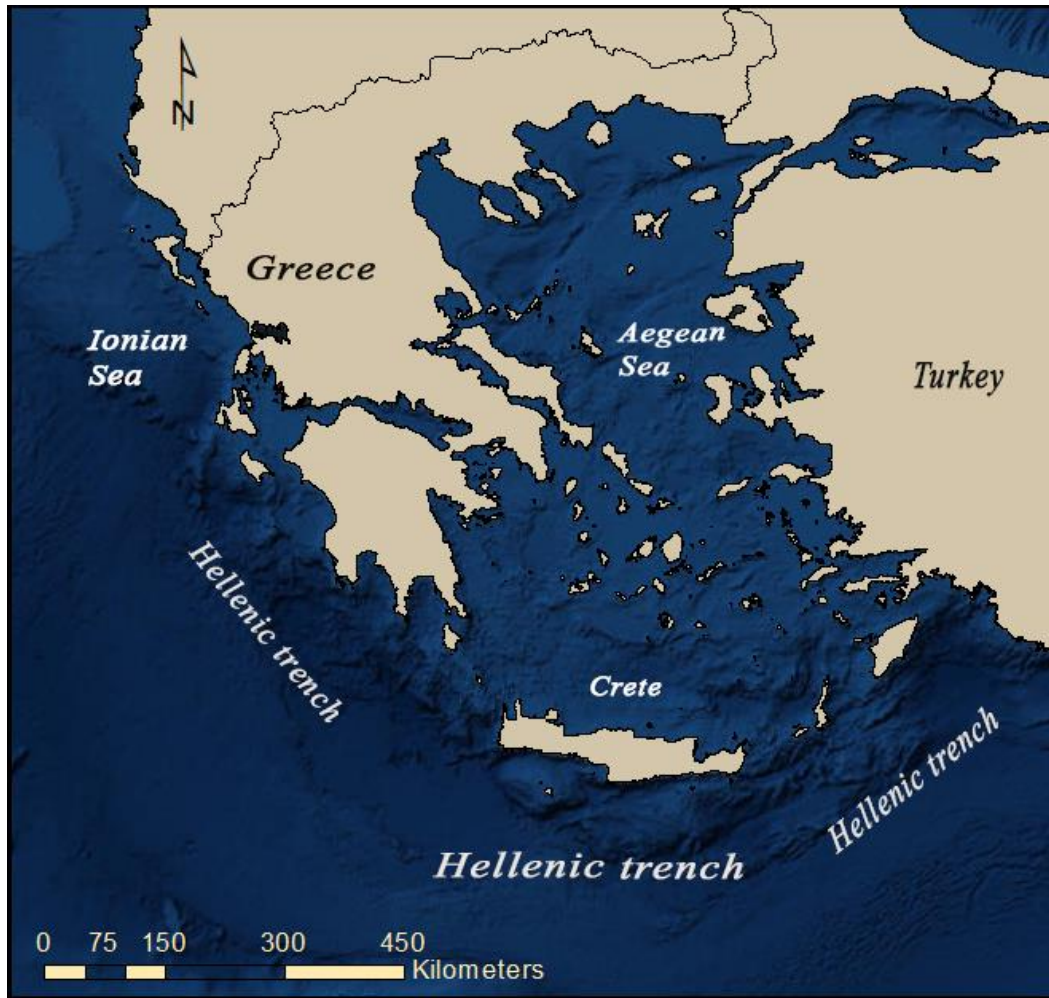 N
Greece
Ionian
Sea
Aegean
Sea
Turkey
Hellenic trench
Crete
Hellenic trench
Hellenic trench
0 75 150 300 450
Kilometers